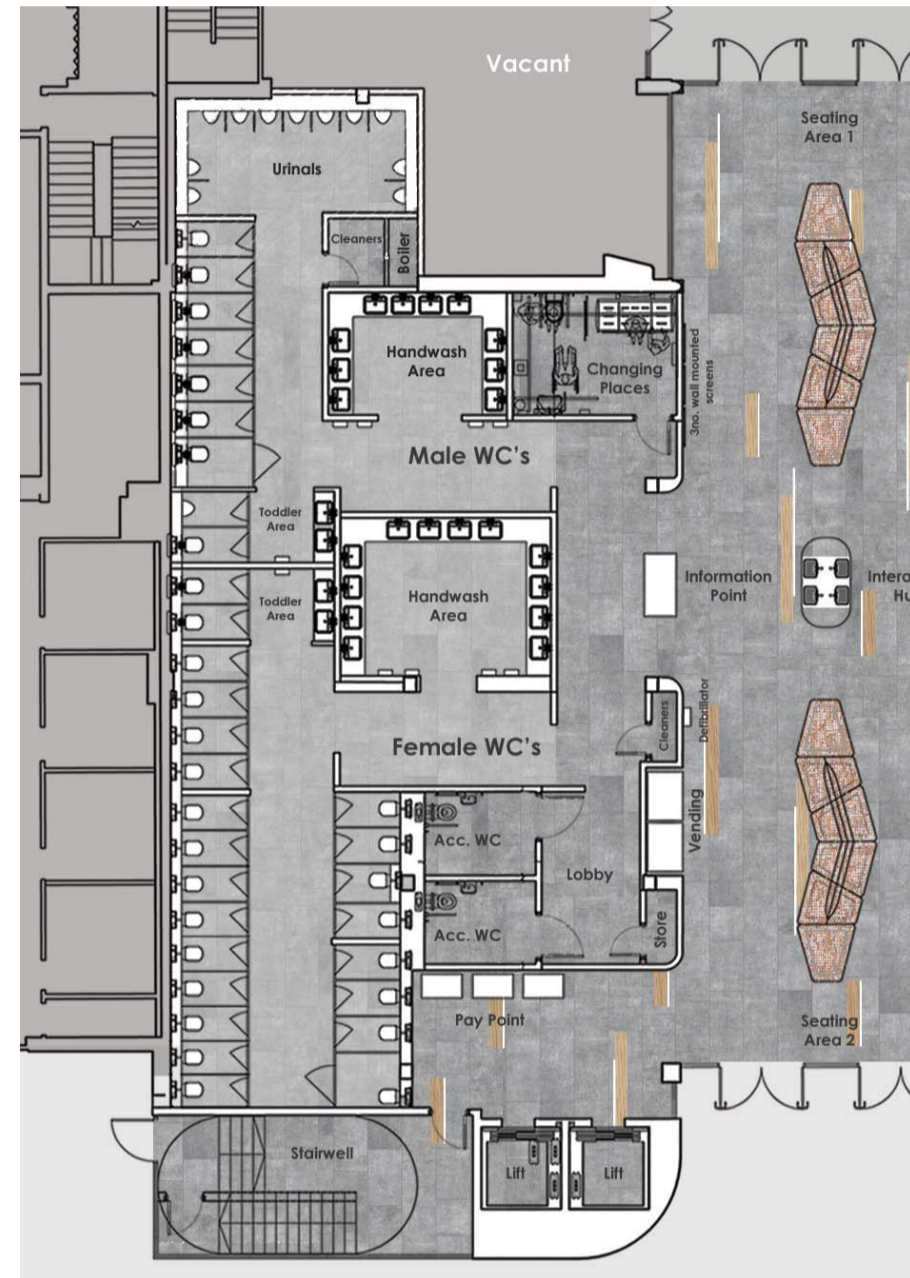 Vacant
Seating
Area 1
Urinals
Cleaners
Boiler
Handwash
Area
Changing
Places
3no. wall mounted
screens
Male WC's
Toddler
Area
Toddler
Area
Handwash
Area
Information
Point
Intera
Hu
Defibrillator
Cleaners
Female WC's
Vending
Acc. WC
Lobby
Acc. WC
Store
Pay Point
Seating
Area 2
Stairwell
Lift
Lift